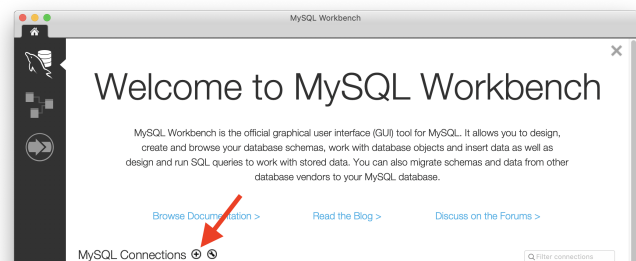 MySQL Workbench
Welcome to MySQL Workbench
MySQL Workbench is the official graphical user interface (GUI) tool for MySQL. It allows you to design,
create and browse your database schemas, work with database objects and insert data as well as
design and run SQL queries to work with stored data. You can also migrate schemas and data from other
database vendors to your MySQL database.
Browse Documentation >
Read the Blog >
Discuss on the Forums >
MySQL Connections
Filter connections